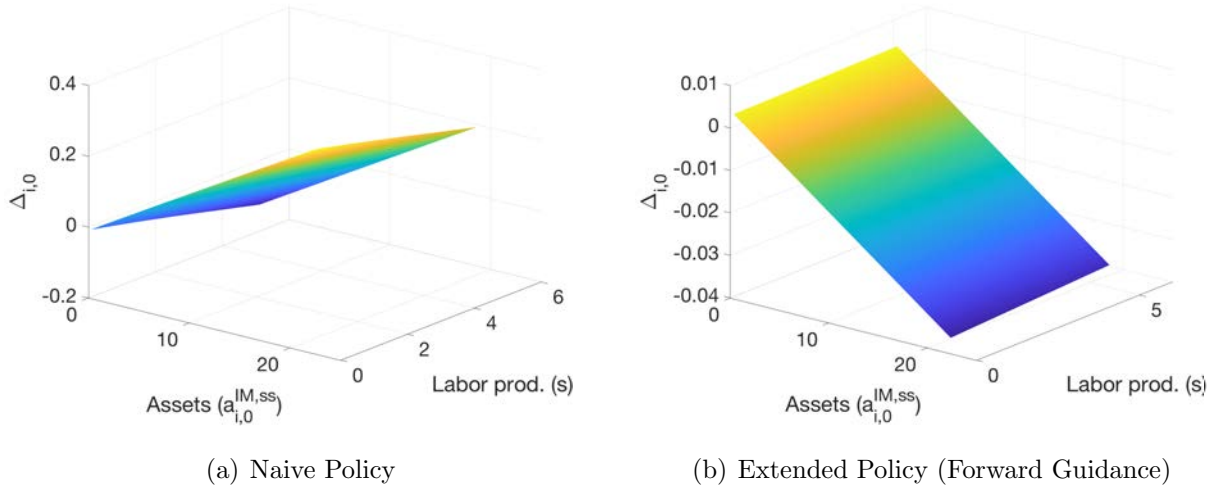 0.4
0.2
0
-0.2
Δi,0
0
10
20
Assets (a_{i,0}^{IM,ss})
0
2
4
6
Labor prod. (s)
(a) Naive Policy
0.01
0
-0.01
-0.02
-0.03
-0.04
Δi,0
0
10
20
Assets (a_{i,0}^{IM,ss})
0
5
Labor prod. (s)
(b) Extended Policy (Forward Guidance)